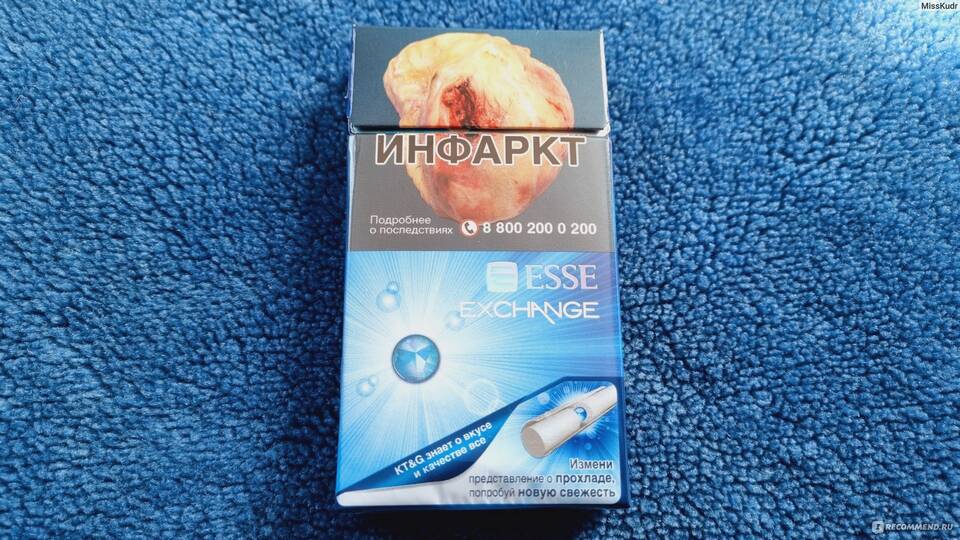 MissKudr
ИНФАРКТ
Подробнее
о последствиях
8 800 200 0 200
ESSE
EXCHANGE
KT&G знает о вкусе
и качестве все
Измени
представление о прохладе,
попробуй новую свежесть
RECOMMEND.RU